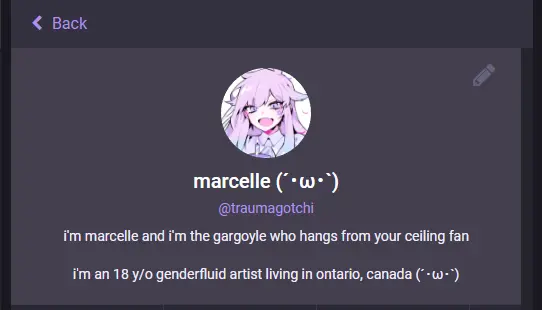 Back
marcelle (´･ω･`)
@traumagotchi
i'm marcelle and i'm the gargoyle who hangs from your ceiling fan
i'm an 18 y/o genderfluid artist living in ontario, canada (´･ω･`)